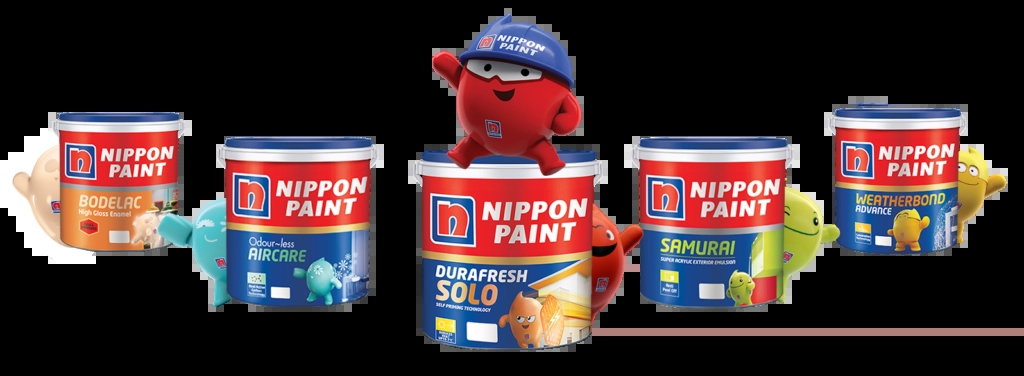 NIPPON
PAINT
n NIPPON
PAINT
BODELAC
High Gloss Enamel
n NIPPON
PAINT
Odour~less
AIRCARE
n NIPPON
PAINT
DURAFRESH
SOLO
SELF PRIMING TECHNOLOGY
n NIPPON
PAINT
SAMURAI
SUPER ACRYLIC EXTERIOR EMULSION
n NIPPON
PAINT
WEATHERBOND
ADVANCE